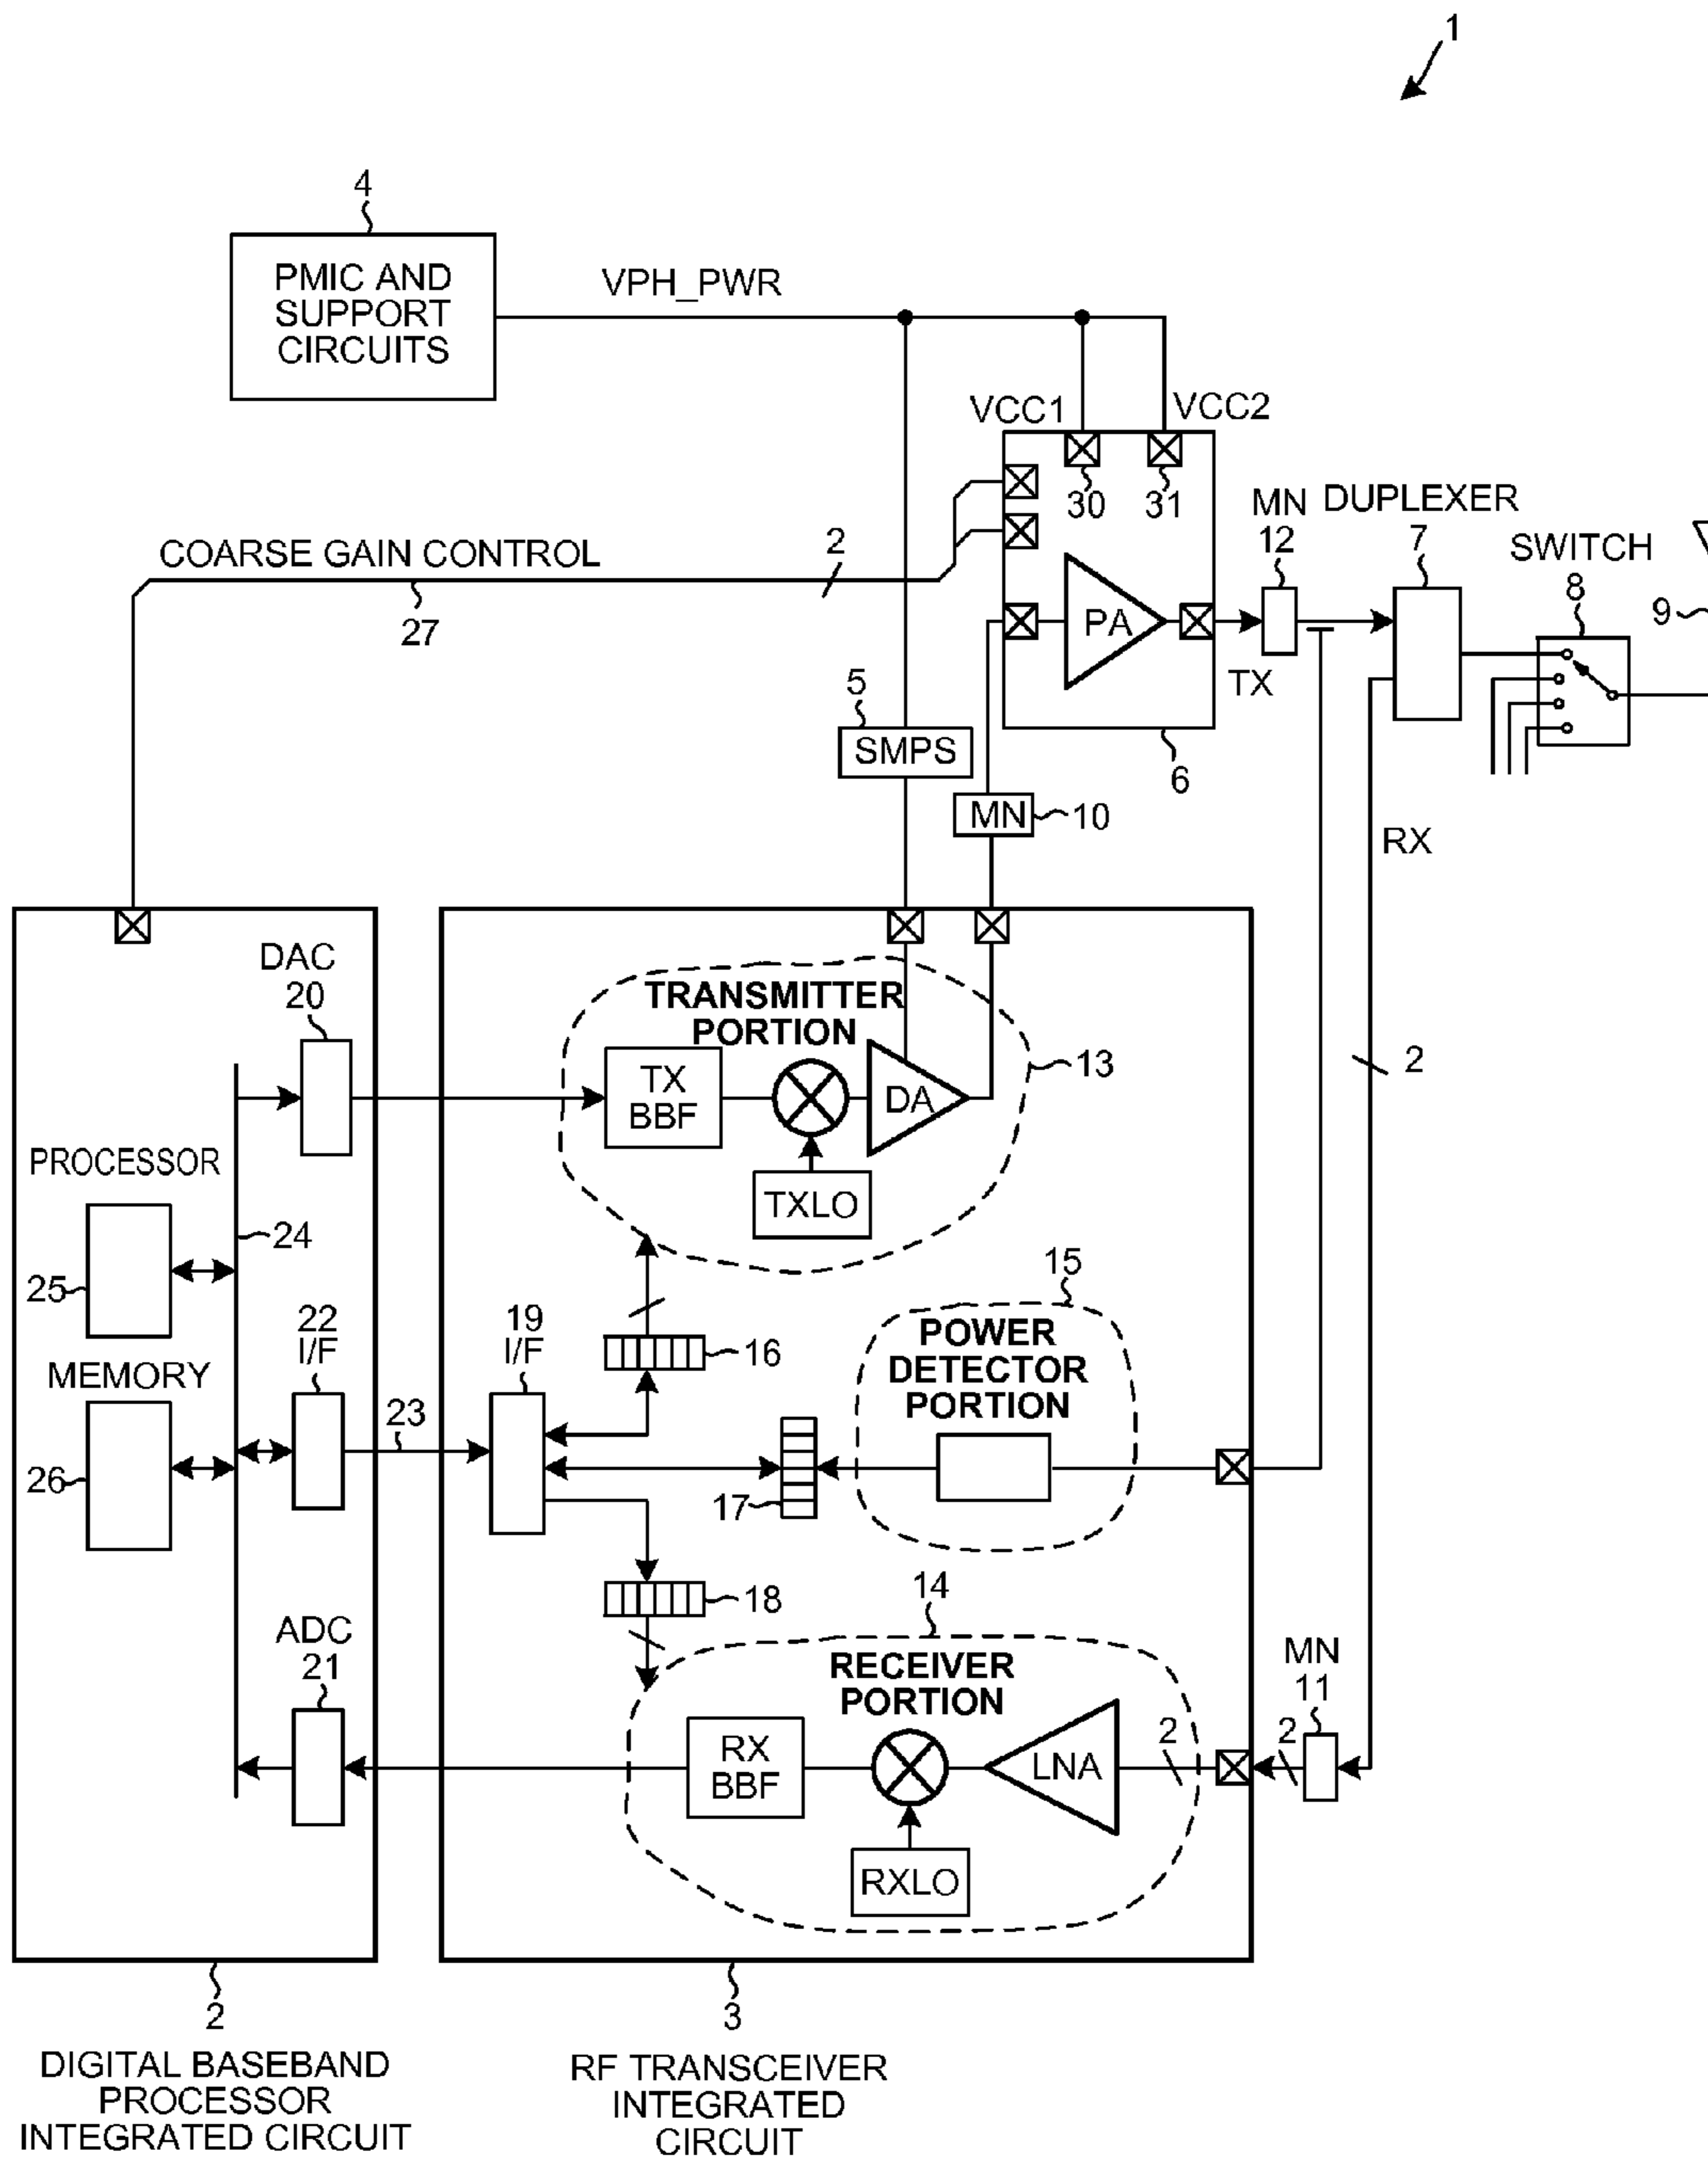 1
4
PMIC AND
SUPPORT
CIRCUITS
VPH_PWR
VCC1
VCC2
30
31
MN
12
DUPLEXER
7
SWITCH
8
9
COARSE GAIN CONTROL
2
27
PA
TX
5
SMPS
6
MN
10
RX
2
DAC
20
TRANSMITTER
PORTION
13
TX
BBF
DA
TXLO
PROCESSOR
24
25
22
I/F
19
I/F
16
15
POWER
DETECTOR
PORTION
MEMORY
23
26
17
18
14
ADC
21
RECEIVER
PORTION
MN
11
RX
BBF
LNA
2
2
RXLO
2
DIGITAL BASEBAND
PROCESSOR
INTEGRATED CIRCUIT
3
RF TRANSCEIVER
INTEGRATED
CIRCUIT